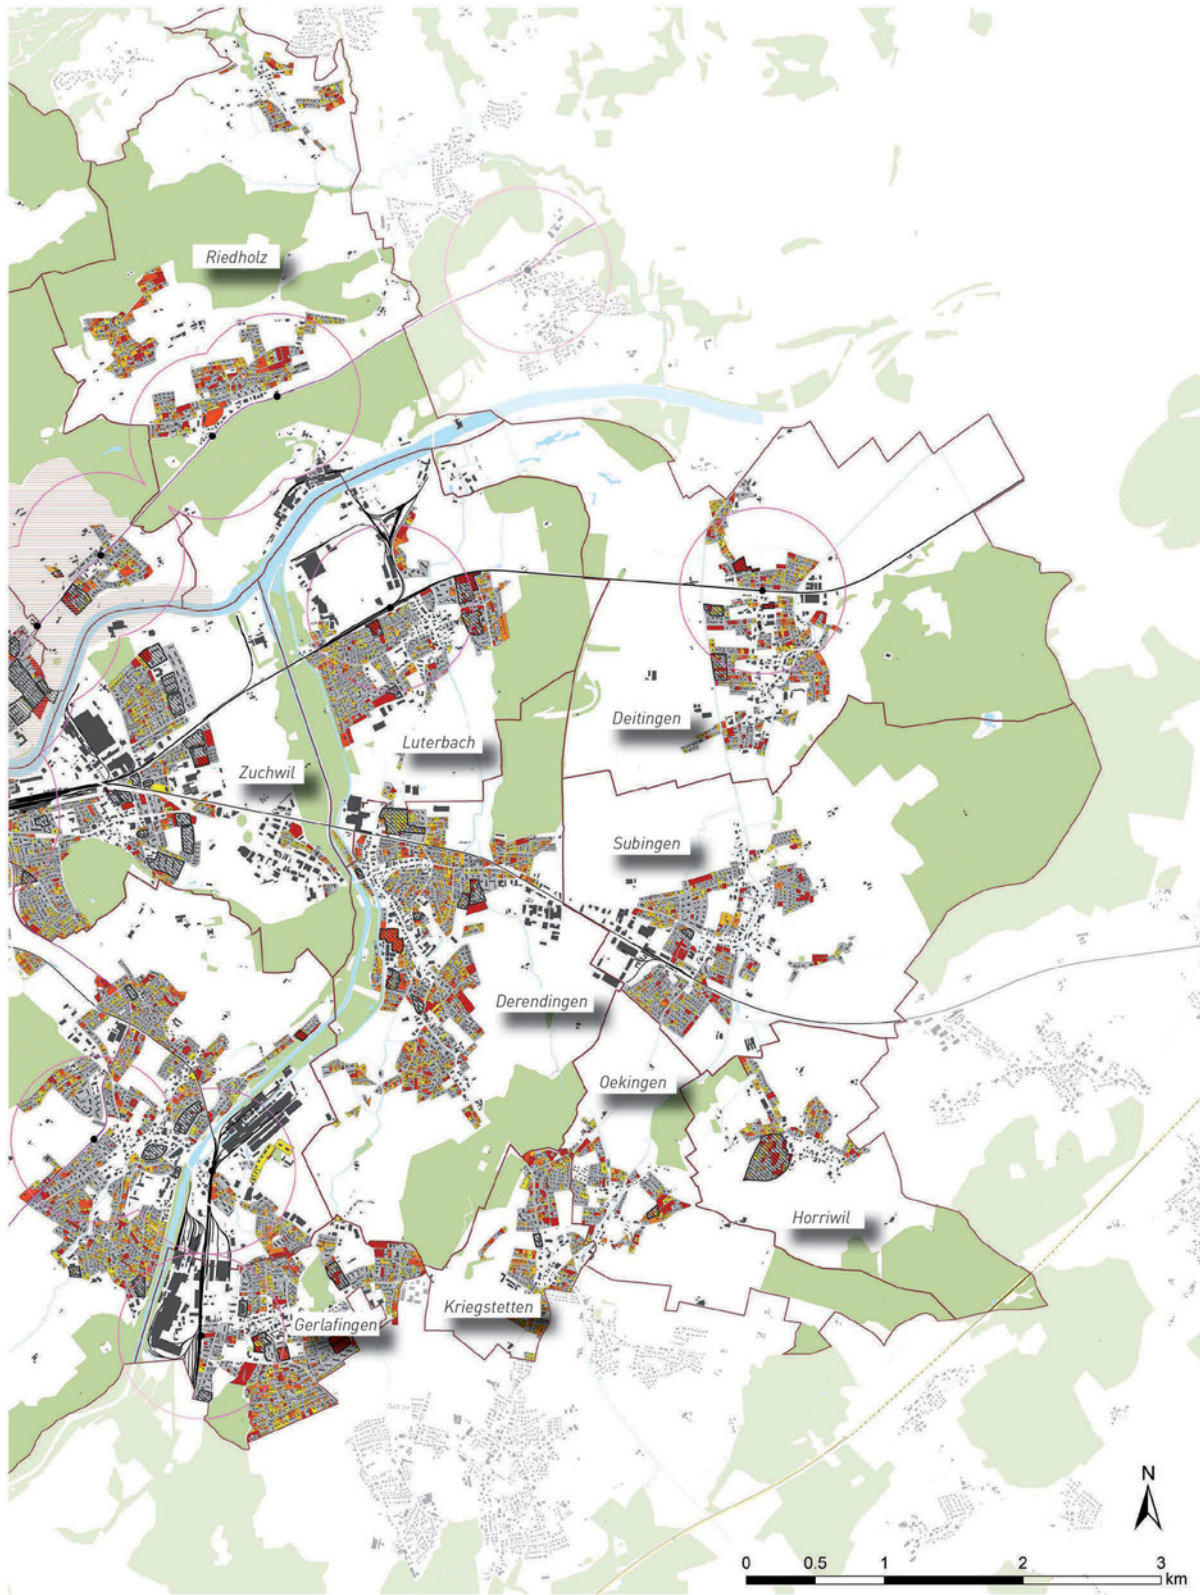 Riedholz
Deitingen
Luterbach
Zuchwil
Subingen
Derendingen
Oekingen
Horriwil
Kriegstetten
Gerlafingen
N
0 0.5 1 2 3
km